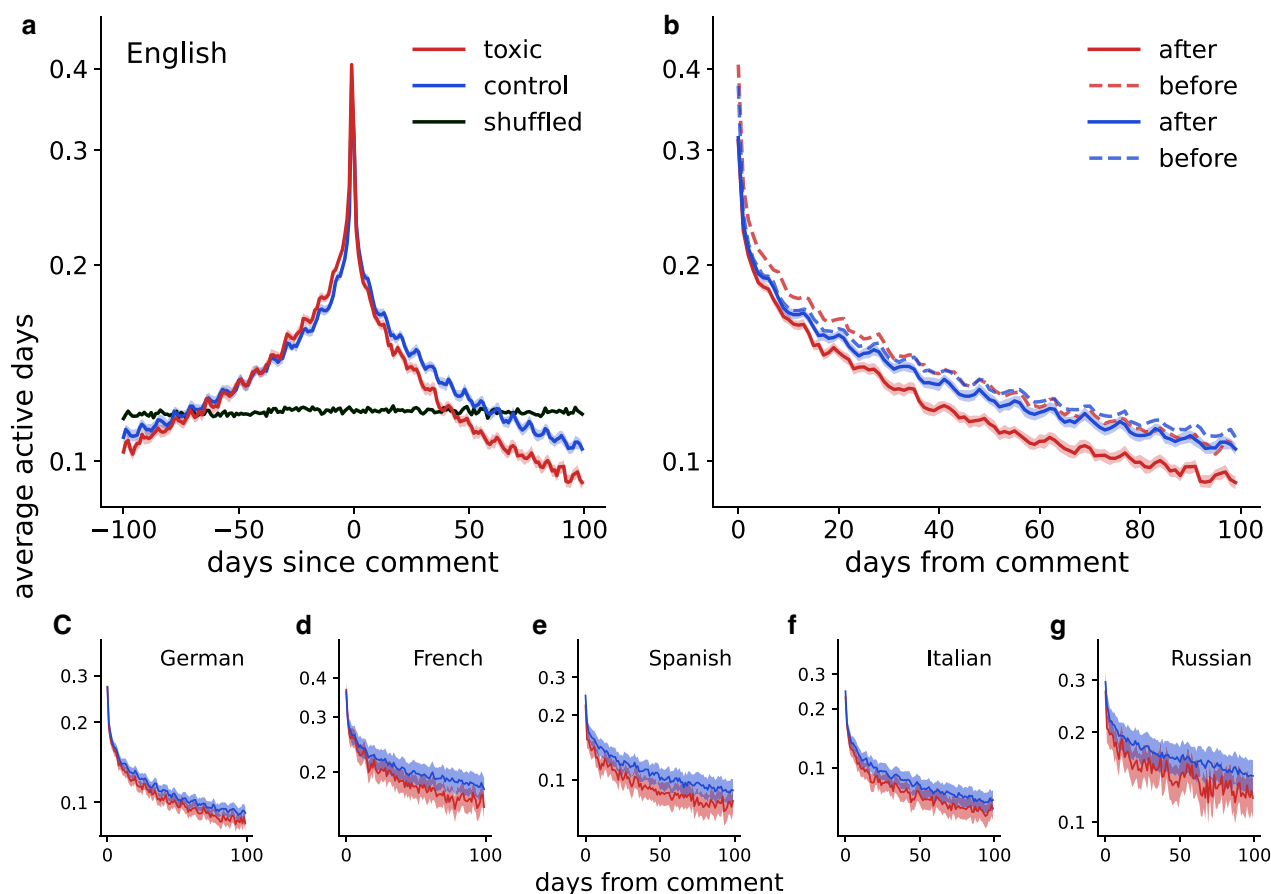 a
English
toxic
control
shuffled
0.4
0.3
0.2
0.1
−100
−50
0
50
100
days since comment
average active days
b
after
before
after
before
0.4
0.3
0.2
0.1
0
20
40
60
80
100
days from comment
C
German
0.3
0.2
0.1
0
100
d
French
0.4
0.3
0.2
0
100
e
Spanish
0.2
0.1
0
50
100
f
Italian
0.3
0.2
0.1
0
50
100
g
Russian
0.3
0.2
0.1
0
50
100
days from comment